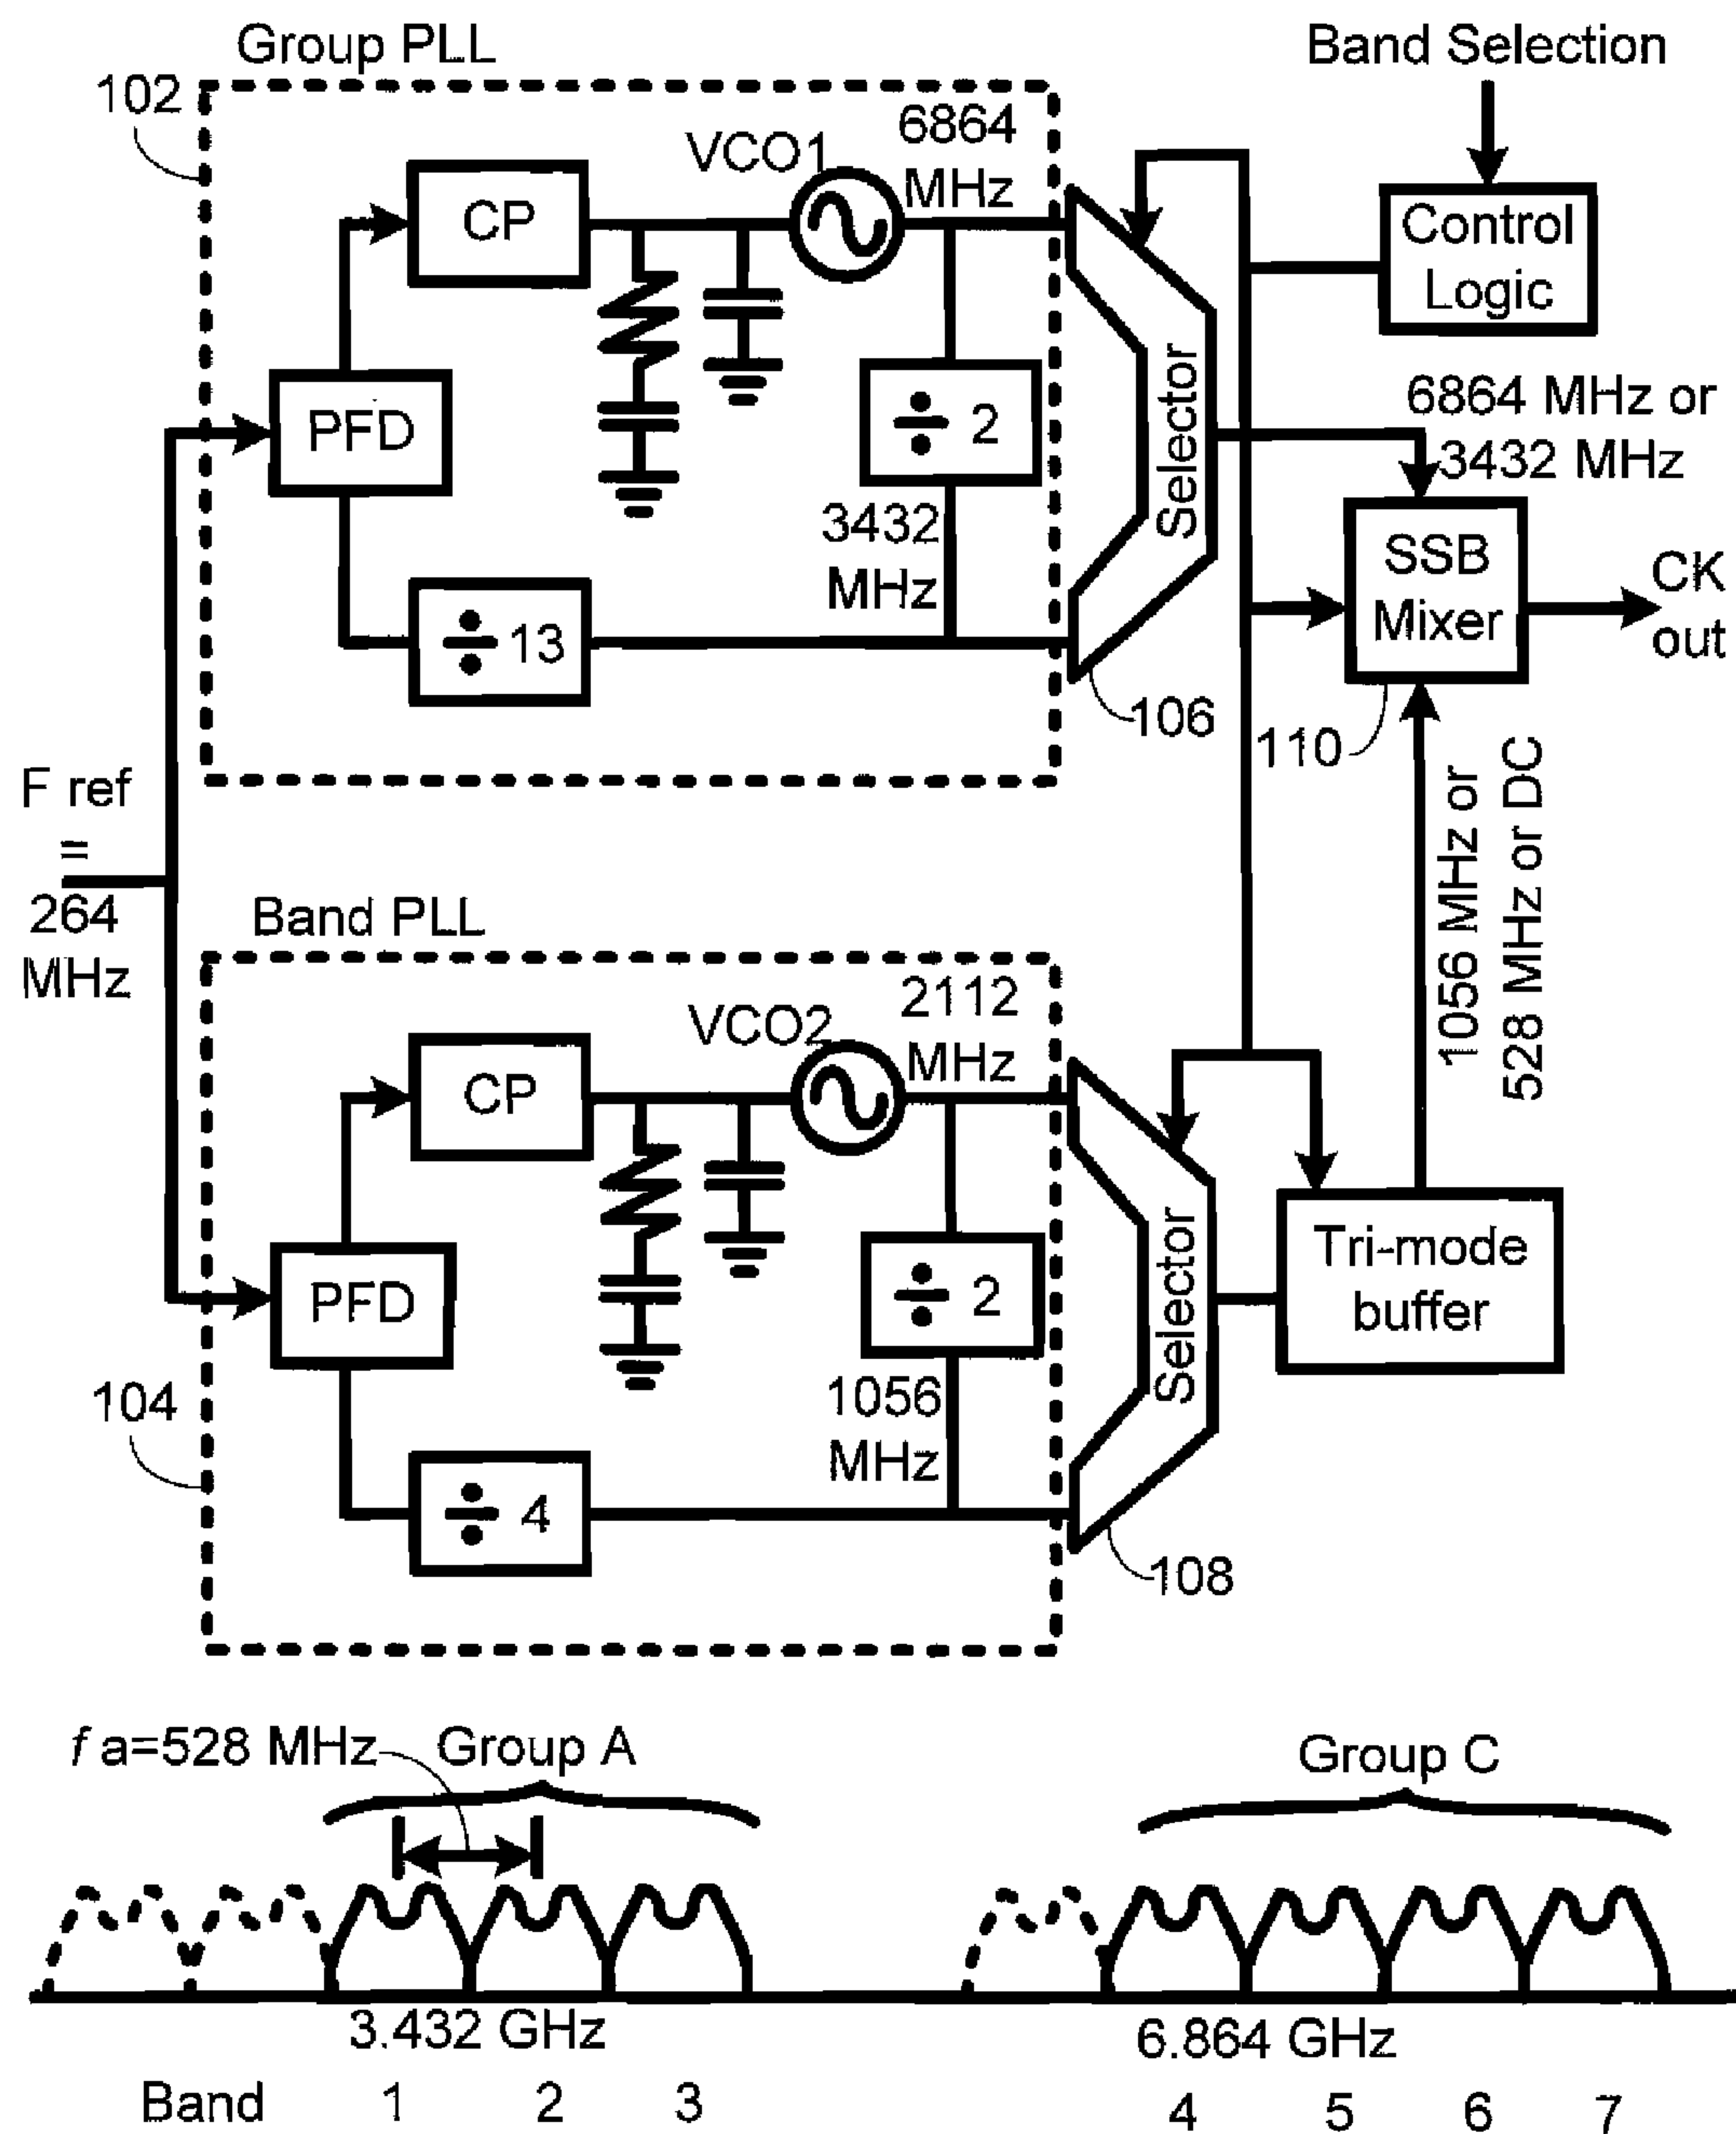 Group PLL
Band Selection
102
6864
MHz
VCO1
CP
Control
Logic
PFD
÷ 2
Selector
6864 MHz or
3432 MHz
3432
MHz
SSB
Mixer
CK
out
÷ 13
106
110
F ref
=
264
MHz
1056 MHz or
528 MHz or DC
Band PLL
2112
MHz
VCO2
CP
PFD
÷ 2
Selector
Tri-mode
buffer
104
1056
MHz
÷ 4
108
f a=528 MHz
Group A
Group C
3.432 GHz
6.864 GHz
Band 1 2 3 4 5 6 7